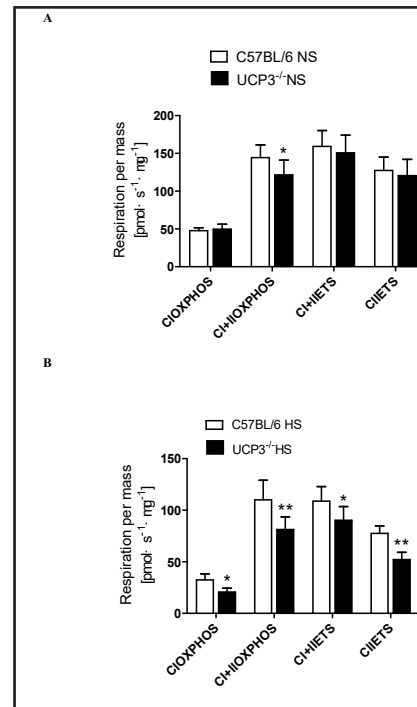 A
C57BL/6 NS
UCP3⁻/⁻NS
Respiration per mass
[pmol· s⁻¹· mg⁻¹]
200
150
100
50
0
*
CIOXPHOS
CI+IIOXPHOS
CI+IIETS
CIIETS
B
C57BL/6 HS
UCP3⁻/⁻HS
Respiration per mass
[pmol· s⁻¹· mg⁻¹]
150
100
50
0
*
**
*
**
CIOXPHOS
CI+IIOXPHOS
CI+IIETS
CIIETS